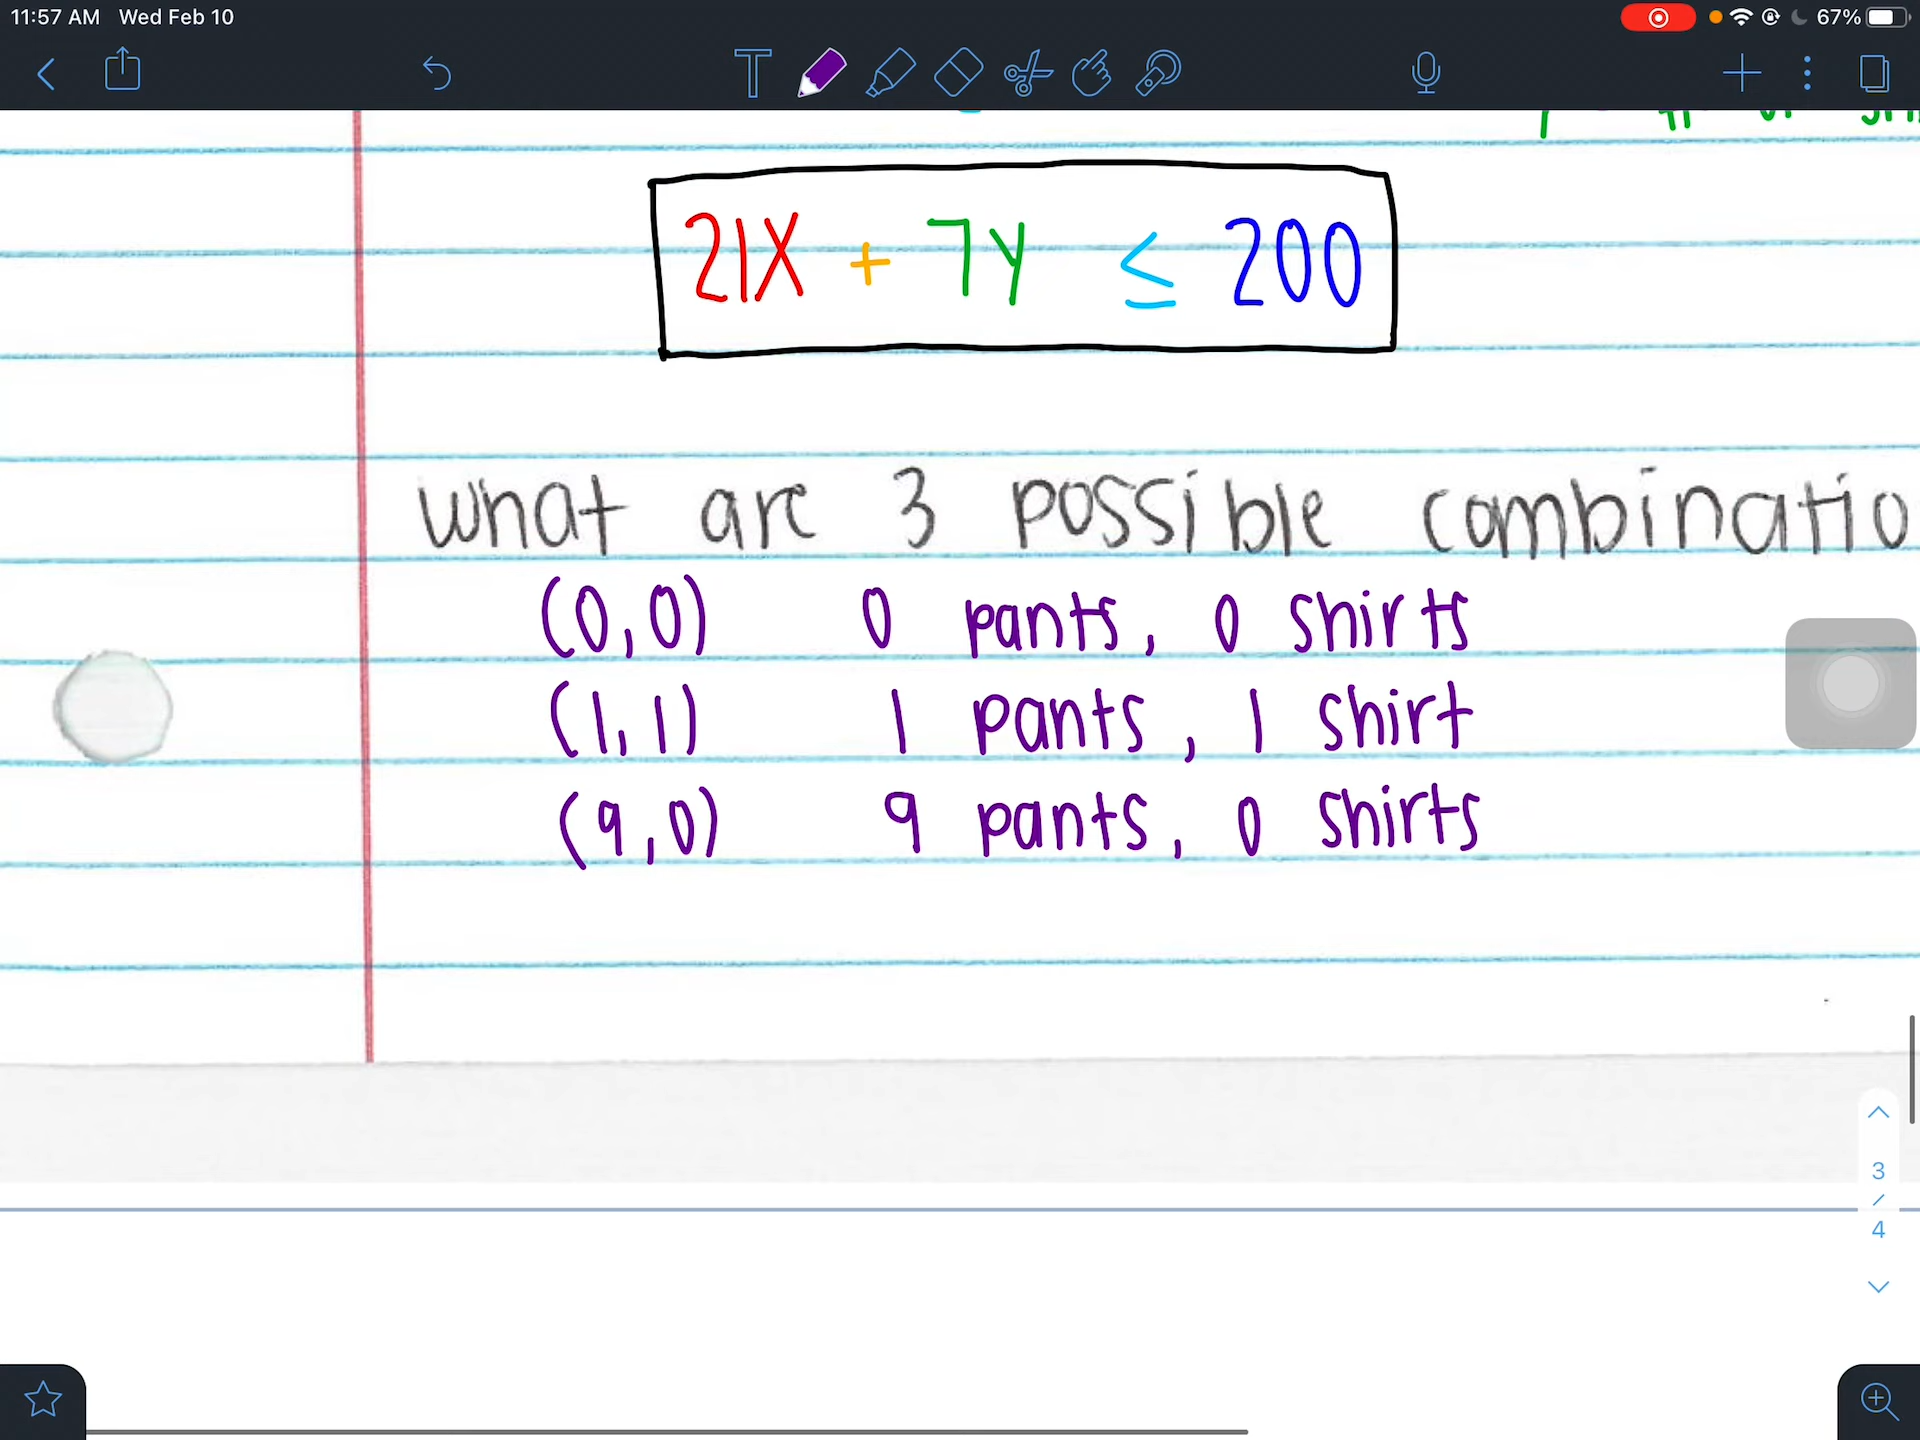 11:57 AM Wed Feb 10
67%
T
21X + 7y ≤ 200
what are 3 possible combinatio
(0,0) 0 pants, 0 shirts
(1,1) 1 pants, 1 shirt
(9,0) 9 pants, 0 shirts
3
/
4